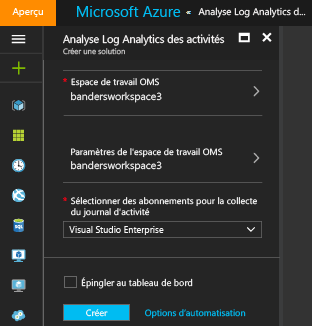 Aperçu
Microsoft Azure « Analyse Log Analytics d...
Analyse Log Analytics des activités
Créer une solution
* Espace de travail OMS
bandersworkspace3
Paramètres de l'espace de travail OMS
bandersworkspace3
* Sélectionner des abonnements pour la collecte
du journal d'activité
Visual Studio Enterprise
Épingler au tableau de bord
Créer
Options d'automatisation